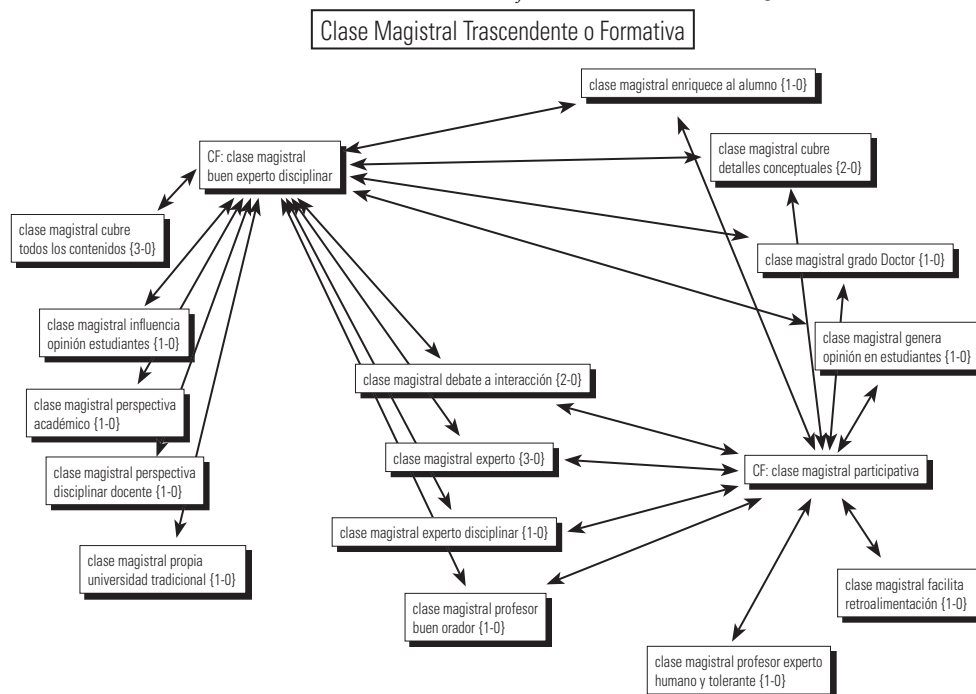 Clase Magistral Trascendente o Formativa
clase magistral enriquece al alumno {1-0}
CF: clase magistral
buen experto disciplinar
clase magistral cubre
detalles conceptuales {2-0}
clase magistral cubre
todos los contenidos {3-0}
clase magistral grado Doctor {1-0}
clase magistral influencia
opinión estudiantes {1-0}
clase magistral genera
opinión en estudiantes {1-0}
clase magistral debate a interacción {2-0}
clase magistral perspectiva
académico {1-0}
clase magistral experto {3-0}
CF: clase magistral participativa
clase magistral perspectiva
disciplinar docente {1-0}
clase magistral experto disciplinar {1-0}
clase magistral propia
universidad tradicional {1-0}
clase magistral facilita
retroalimentación {1-0}
clase magistral profesor
buen orador {1-0}
clase magistral profesor experto
humano y tolerante {1-0}